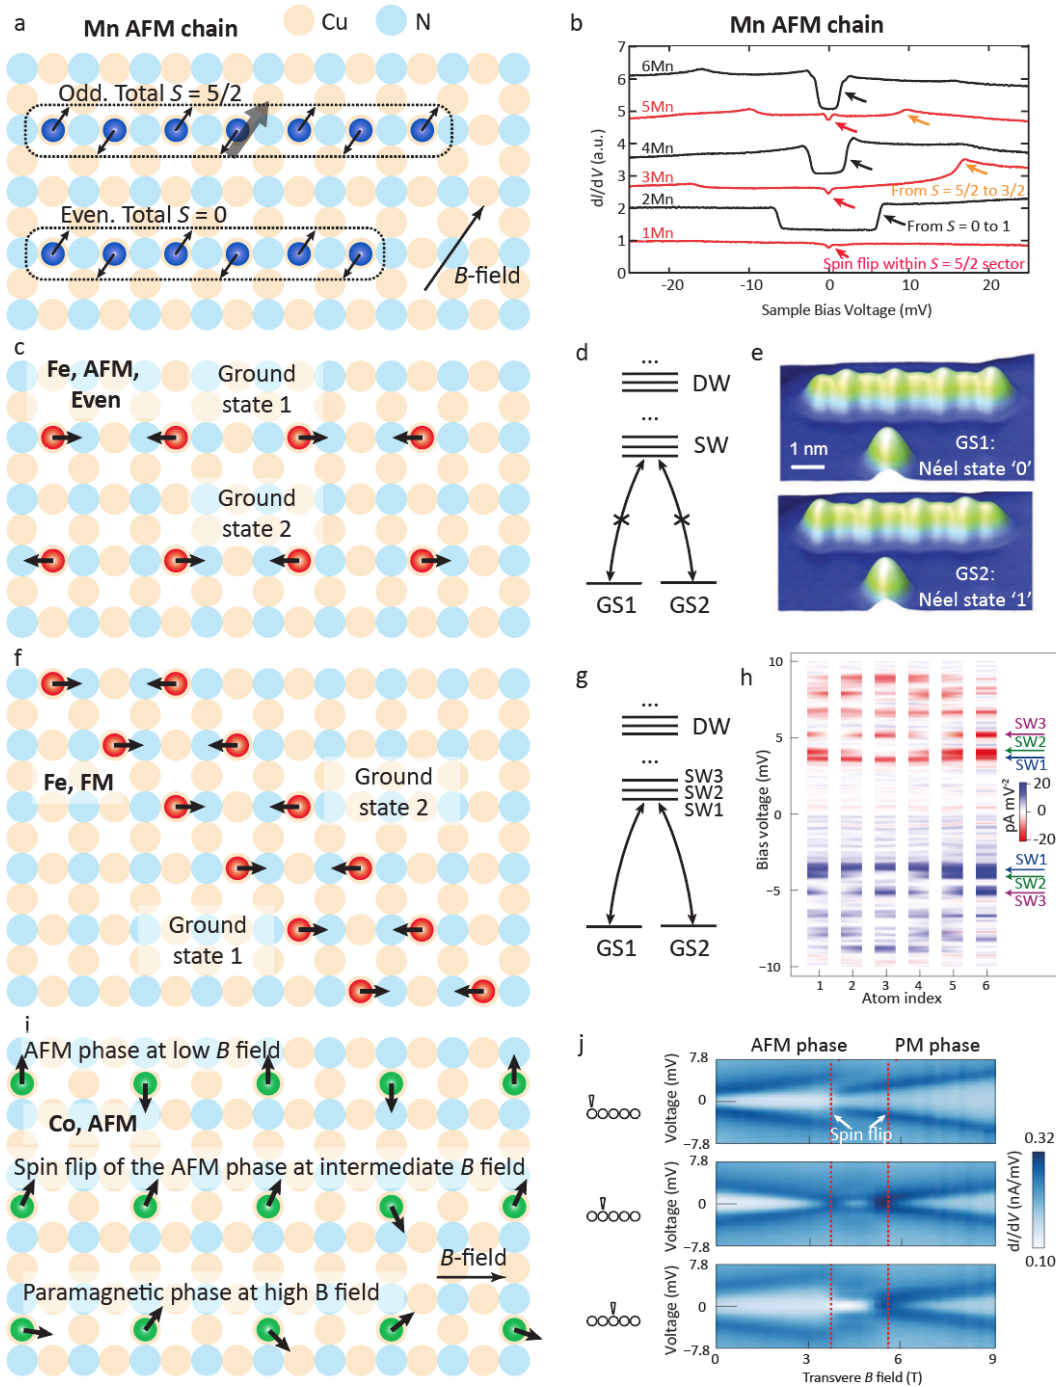 a
Mn AFM chain
Cu
N
Odd. Total S = 5/2
Even. Total S = 0
B-field
b
Mn AFM chain
7
6
5
4
3
2
1
0
dI/dV (a.u.)
6Mn
5Mn
4Mn
3Mn
From S = 5/2 to 3/2
2Mn
From S = 0 to 1
1Mn
Spin flip within S = 5/2 sector
-20
-10
0
10
20
Sample Bias Voltage (mV)
c
Fe, AFM,
Even
Ground
state 1
Ground
state 2
d
...
DW
...
SW
GS1
GS2
e
1 nm
GS1:
Néel state ‘0’
GS2:
Néel state ‘1’
f
Fe, FM
Ground
state 2
Ground
state 1
g
...
DW
...
SW3
SW2
SW1
GS1
GS2
h
10
5
0
−5
−10
Bias voltage (mV)
SW3
SW2
SW1
pA mV⁻²
20
0
-20
SW1
SW2
SW3
1 2 3 4 5 6
Atom index
i
AFM phase at low B field
Co, AFM
Spin flip of the AFM phase at intermediate B field
B-field
Paramagnetic phase at high B field
j
AFM phase
PM phase
Voltage (mV)
7.8
0
−7.8
Spin flip
Voltage (mV)
7.8
0
−7.8
Voltage (mV)
7.8
0
−7.8
0 3 6 9
Transvere B field (T)
0.32
0.10
dI/dV (nA/mV)